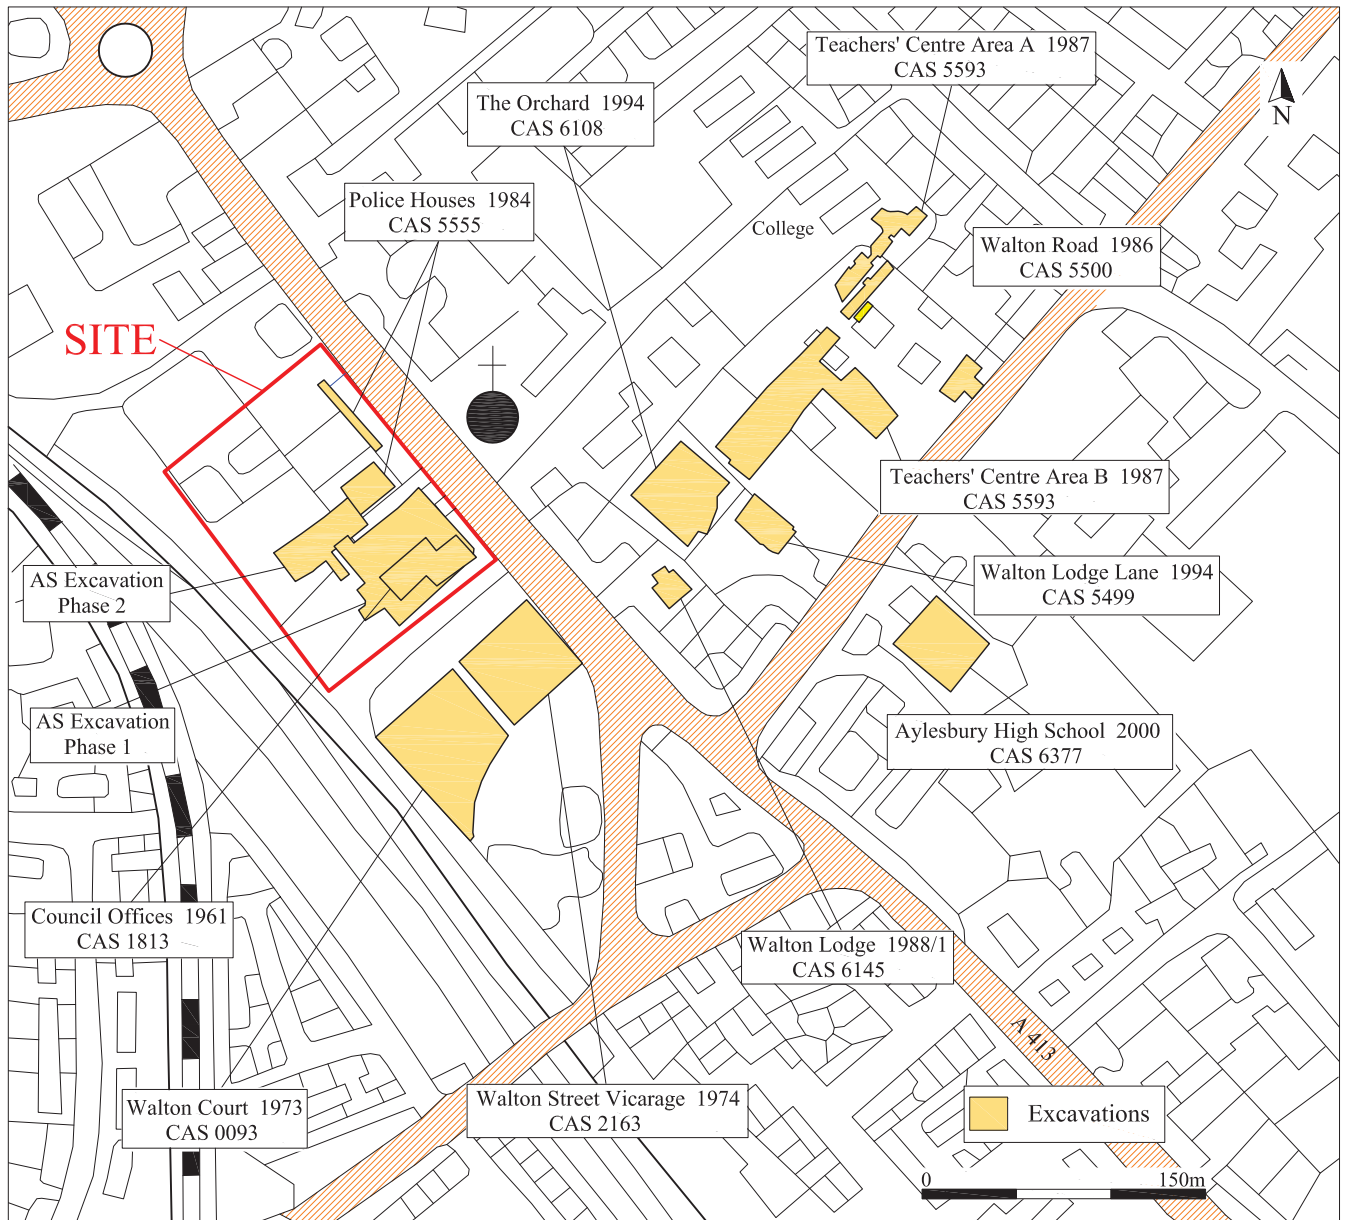 Teachers' Centre Area A 1987
CAS 5593
The Orchard 1994
CAS 6108
N
Police Houses 1984
CAS 5555
College
Walton Road 1986
CAS 5500
SITE
Teachers' Centre Area B 1987
CAS 5593
AS Excavation
Phase 2
Walton Lodge Lane 1994
CAS 5499
AS Excavation
Phase 1
Aylesbury High School 2000
CAS 6377
Council Offices 1961
CAS 1813
Walton Lodge 1988/1
CAS 6145
A 413
Walton Court 1973
CAS 0093
Walton Street Vicarage 1974
CAS 2163
Excavations
0 150m